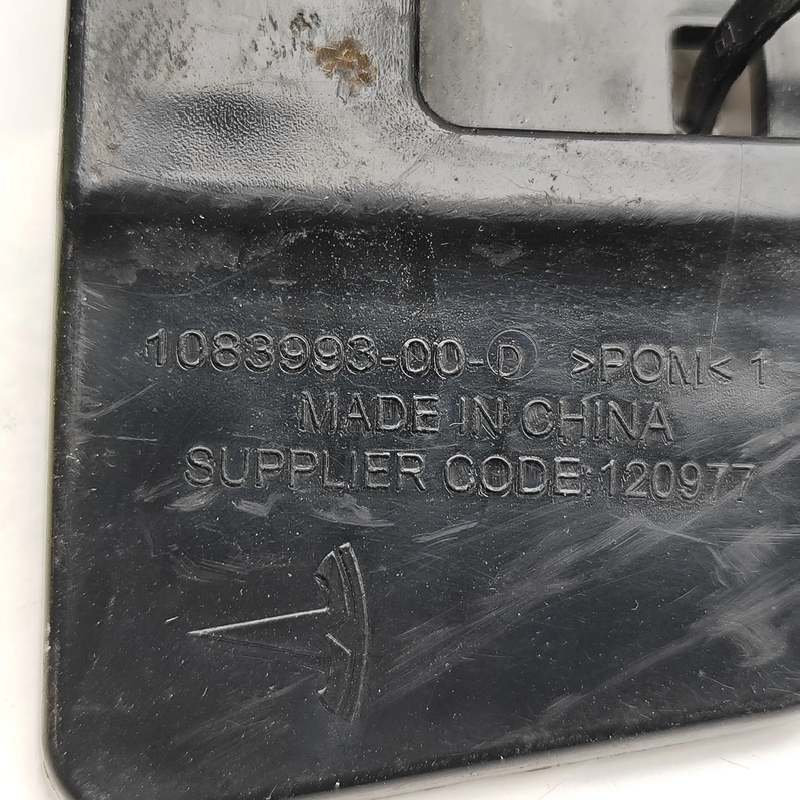 1083993-00-D >POM< 1
MADE IN CHINA
SUPPLIER CODE:120977